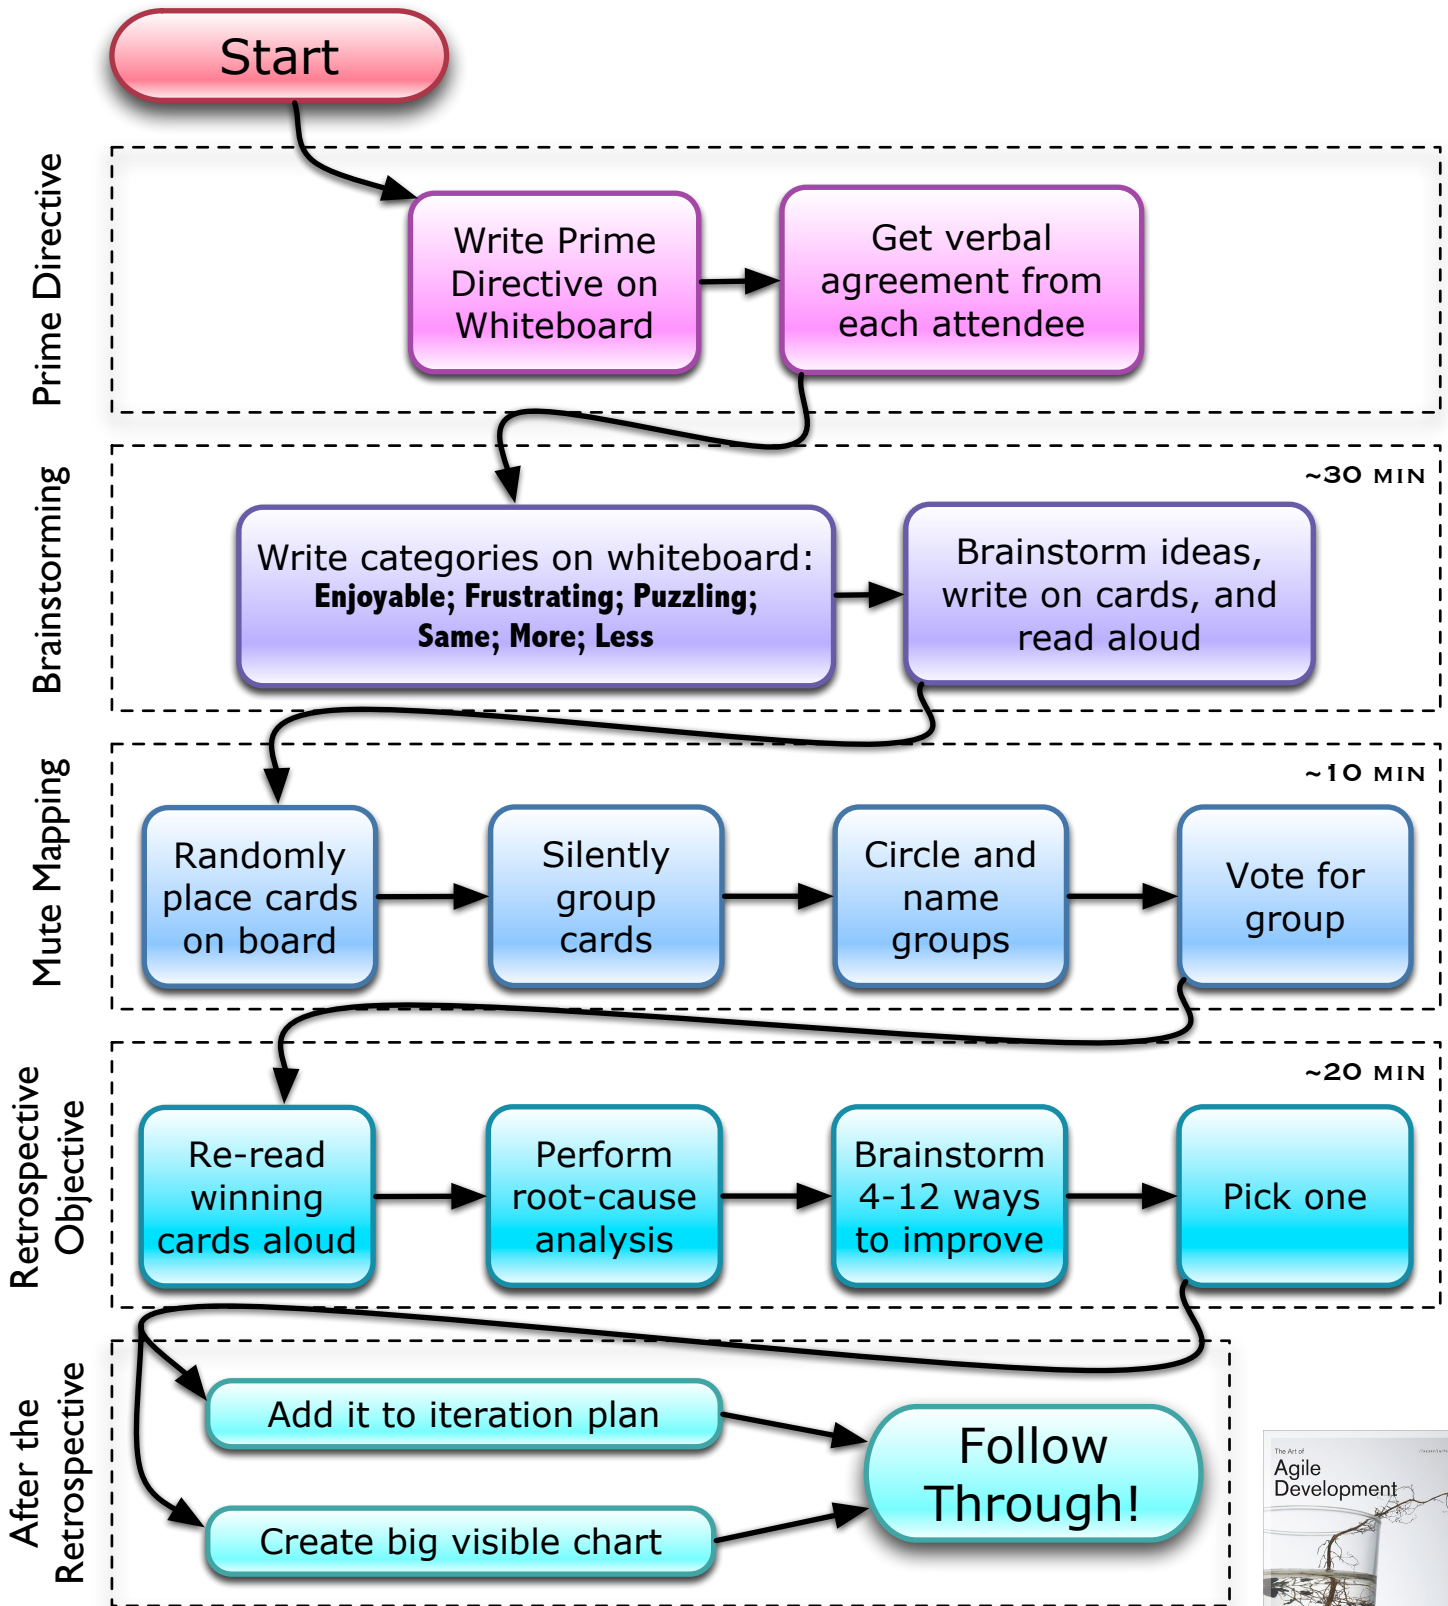 Start
Prime Directive
Write Prime
Directive on
Whiteboard
Get verbal
agreement from
each attendee
Brainstorming
~30 MIN
Write categories on whiteboard:
Enjoyable; Frustrating; Puzzling;
Same; More; Less
Brainstorm ideas,
write on cards, and
read aloud
Mute Mapping
~10 MIN
Randomly
place cards
on board
Silently
group
cards
Circle and
name
groups
Vote for
group
Retrospective
Objective
~20 MIN
Re-read
winning
cards aloud
Perform
root-cause
analysis
Brainstorm
4-12 ways
to improve
Pick one
After the
Retrospective
Add it to iteration plan
Create big visible chart
Follow
Through!
The Art of
Agile
Development